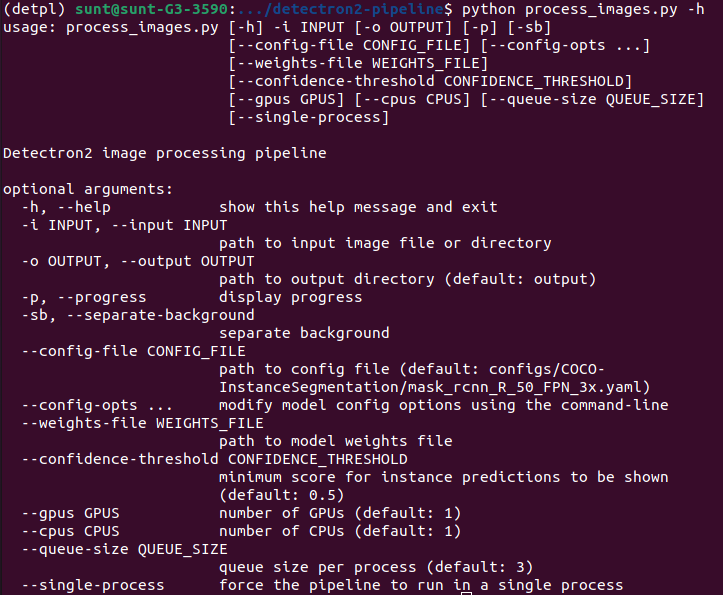 (detpl) sunt@sunt-G3-3590:.../detectron2-pipeline$ python process_images.py -h
usage: process_images.py [-h] -i INPUT [-o OUTPUT] [-p] [-sb]
                         [--config-file CONFIG_FILE] [--config-opts ...]
                         [--weights-file WEIGHTS_FILE]
                         [--confidence-threshold CONFIDENCE_THRESHOLD]
                         [--gpus GPUS] [--cpus CPUS] [--queue-size QUEUE_SIZE]
                         [--single-process]

Detectron2 image processing pipeline

optional arguments:
  -h, --help            show this help message and exit
  -i INPUT, --input INPUT
                        path to input image file or directory
  -o OUTPUT, --output OUTPUT
                        path to output directory (default: output)
  -p, --progress        display progress
  -sb, --separate-background
                        separate background
  --config-file CONFIG_FILE
                        path to config file (default: configs/COCO-
                        InstanceSegmentation/mask_rcnn_R_50_FPN_3x.yaml)
  --config-opts ...     modify model config options using the command-line
  --weights-file WEIGHTS_FILE
                        path to model weights file
  --confidence-threshold CONFIDENCE_THRESHOLD
                        minimum score for instance predictions to be shown
                        (default: 0.5)
  --gpus GPUS           number of GPUs (default: 1)
  --cpus CPUS           number of CPUs (default: 1)
  --queue-size QUEUE_SIZE
                        queue size per process (default: 3)
  --single-process      force the pipeline to run in a single process